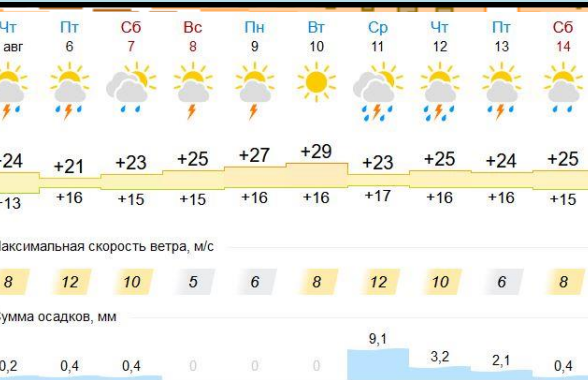 Чт Пт Сб Вс Пн Вт Ср Чт Пт Сб
авг 6 7 8 9 10 11 12 13 14
+24 +21 +23 +25 +27 +29 +23 +25 +24 +25
+13 +16 +15 +15 +16 +16 +17 +16 +16 +15
Максимальная скорость ветра, м/с
8 12 10 5 6 8 12 10 6 8
Сумма осадков, мм
0,2 0,4 0,4 0 0 0 9,1 3,2 2,1 0,4